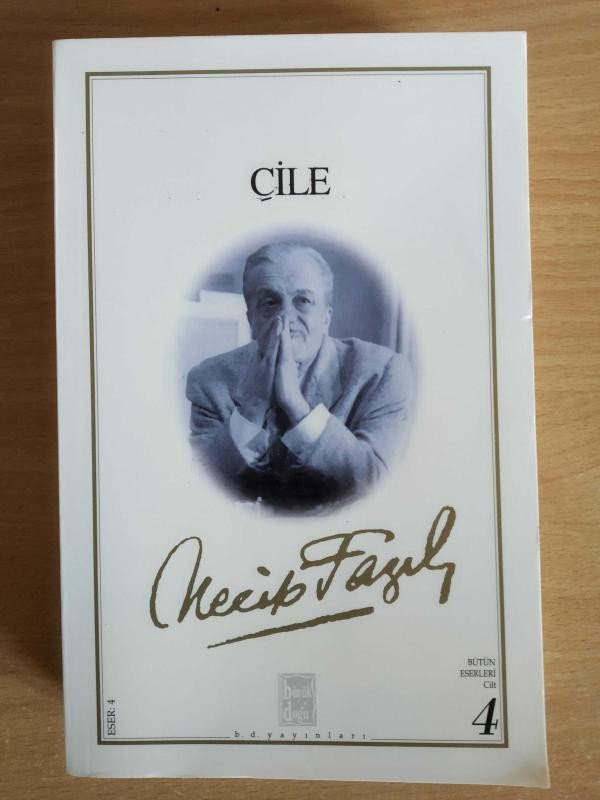 ÇİLE
Necip Fazıl
BÜTÜN
ESERLERİ
Cilt
4
ESER: 4
büyük
doğu
b. d. yayınları